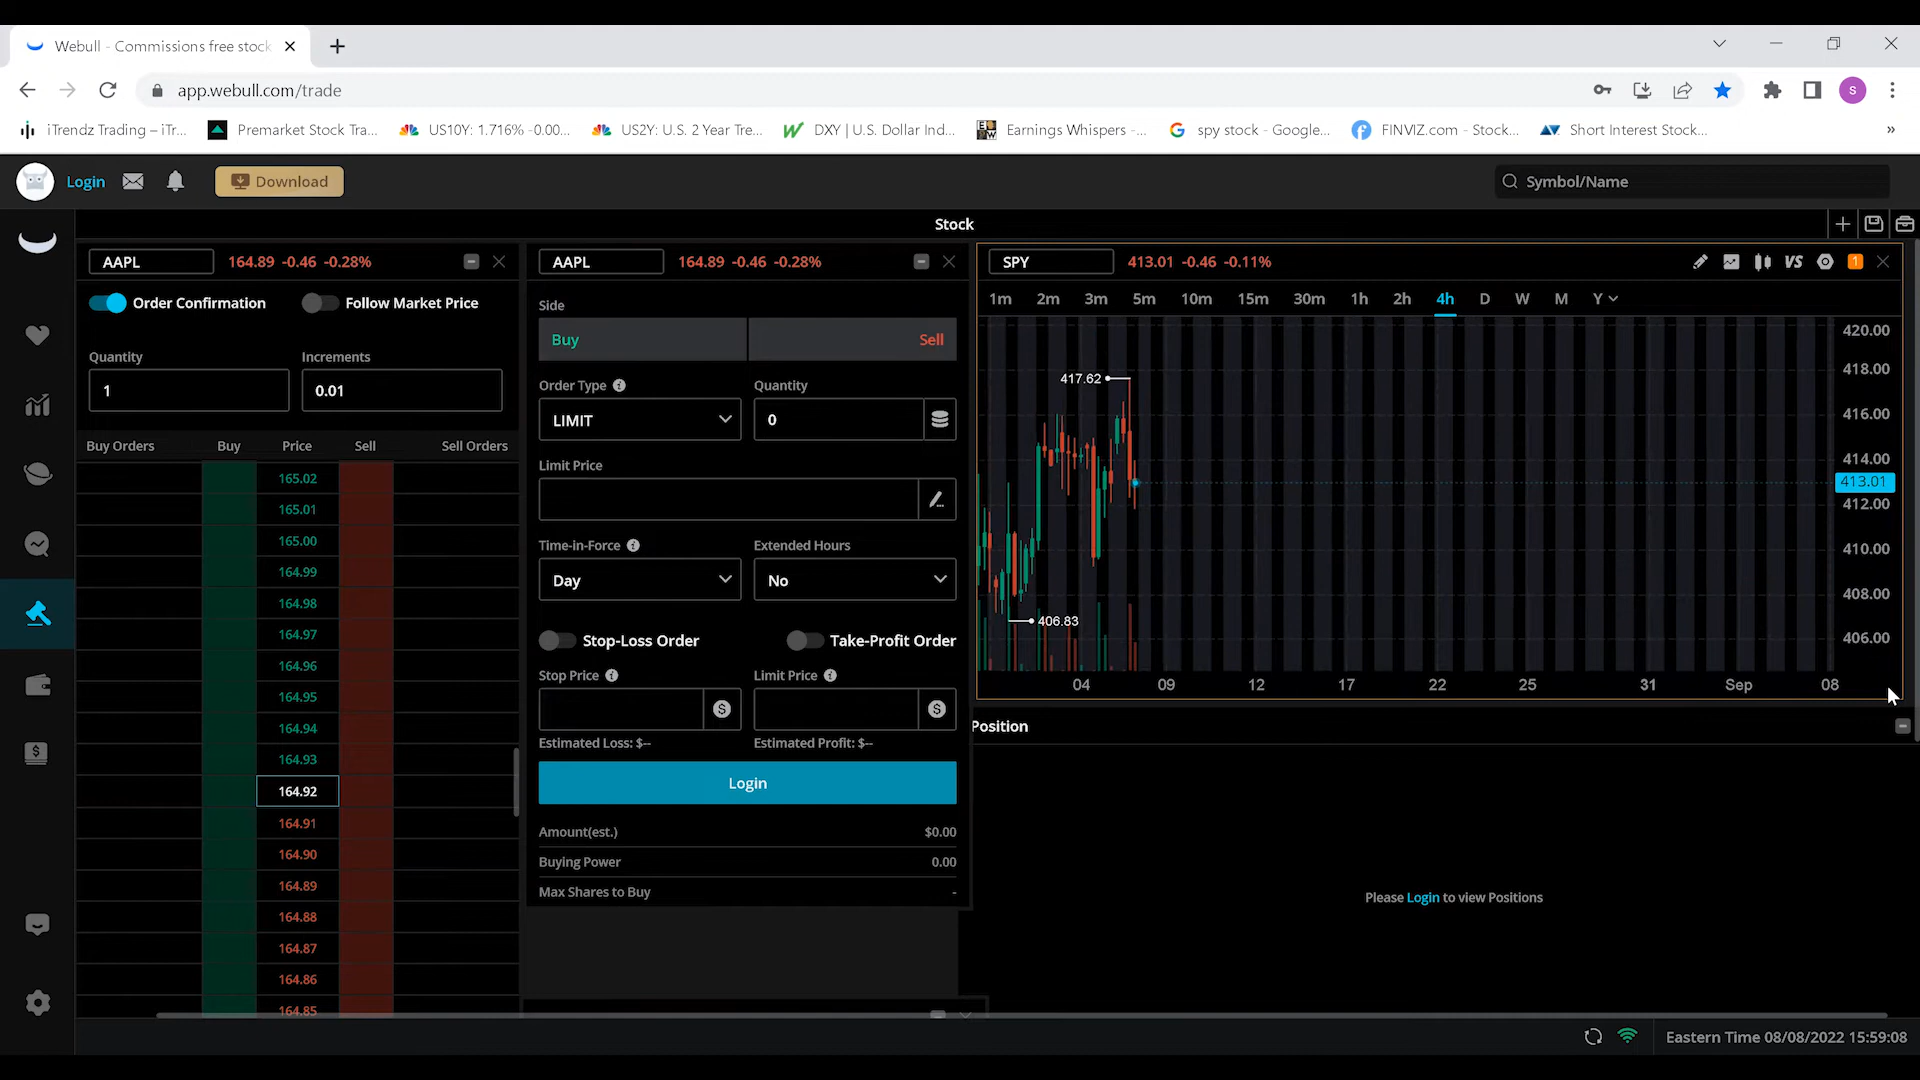 Webull - Commissions free stock
app.webull.com/trade
S
iTrendz Trading – iTr...
Premarket Stock Tra...
US10Y: 1.716% -0.00...
US2Y: U.S. 2 Year Tre...
DXY | U.S. Dollar Ind...
Earnings Whispers -...
spy stock - Google...
FINVIZ.com - Stock...
Short Interest Stock...
»
Login
Download
Symbol/Name
Stock
AAPL 164.89 -0.46 -0.28%
Order Confirmation Follow Market Price
Quantity Increments
1 0.01
Buy Orders Buy Price Sell Sell Orders
165.02
165.01
165.00
164.99
164.98
164.97
164.96
164.95
164.94
164.93
164.92
164.91
164.90
164.89
164.88
164.87
164.86
164.85
AAPL 164.89 -0.46 -0.28%
Side
Buy Sell
Order Type Quantity
LIMIT 0
Limit Price
Time-in-Force Extended Hours
Day No
Stop-Loss Order Take-Profit Order
Stop Price Limit Price
Estimated Loss: $-- Estimated Profit: $--
Login
Amount(est.) $0.00
Buying Power 0.00
Max Shares to Buy -
SPY 413.01 -0.46 -0.11%
VS 1
1m 2m 3m 5m 10m 15m 30m 1h 2h 4h D W M Y
420.00
418.00
417.62
416.00
414.00
413.01
412.00
410.00
408.00
406.83
406.00
04 09 12 17 22 25 31 Sep 08
Position
Please Login to view Positions
Eastern Time 08/08/2022 15:59:08